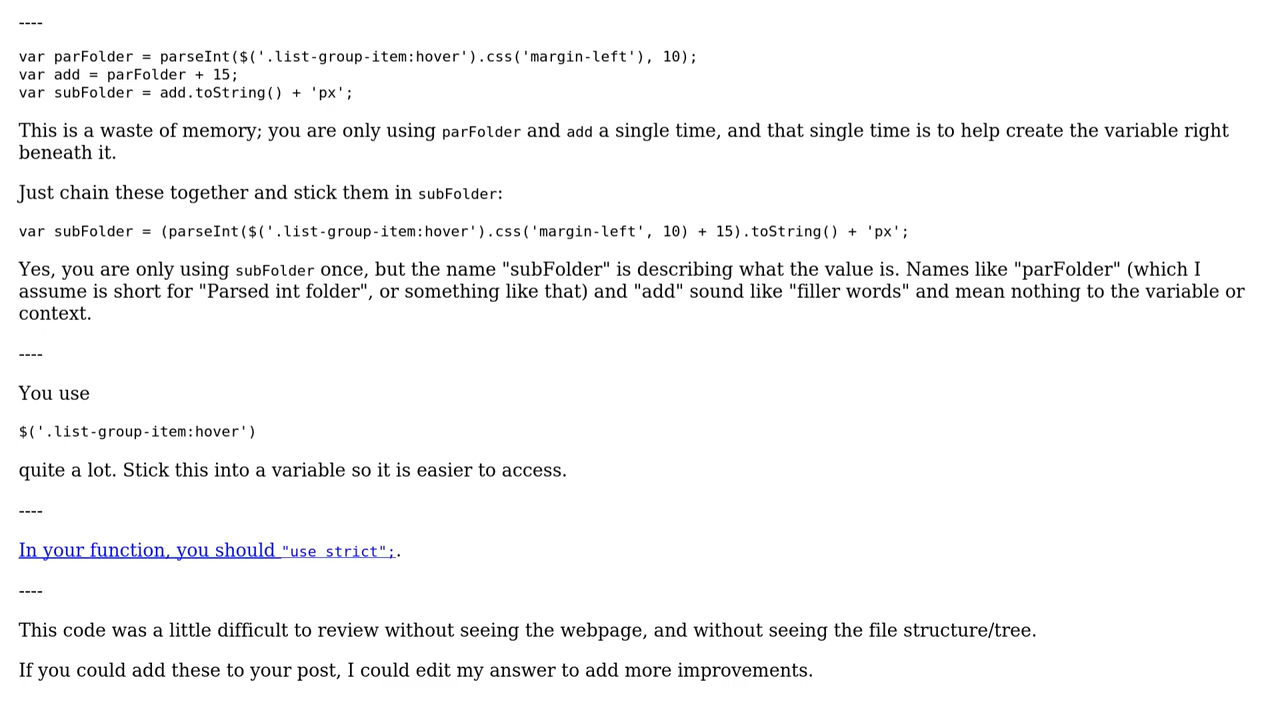 ----
var parFolder = parseInt($('.list-group-item:hover').css('margin-left'), 10);
var add = parFolder + 15;
var subFolder = add.toString() + 'px';
This is a waste of memory; you are only using parFolder and add a single time, and that single time is to help create the variable right
beneath it.
Just chain these together and stick them in subFolder:
var subFolder = (parseInt($('.list-group-item:hover').css('margin-left', 10) + 15).toString() + 'px';
Yes, you are only using subFolder once, but the name "subFolder" is describing what the value is. Names like "parFolder" (which I
assume is short for "Parsed int folder", or something like that) and "add" sound like "filler words" and mean nothing to the variable or
context.
----
You use
$('.list-group-item:hover')
quite a lot. Stick this into a variable so it is easier to access.
----
In your function, you should "use strict";.
----
This code was a little difficult to review without seeing the webpage, and without seeing the file structure/tree.
If you could add these to your post, I could edit my answer to add more improvements.